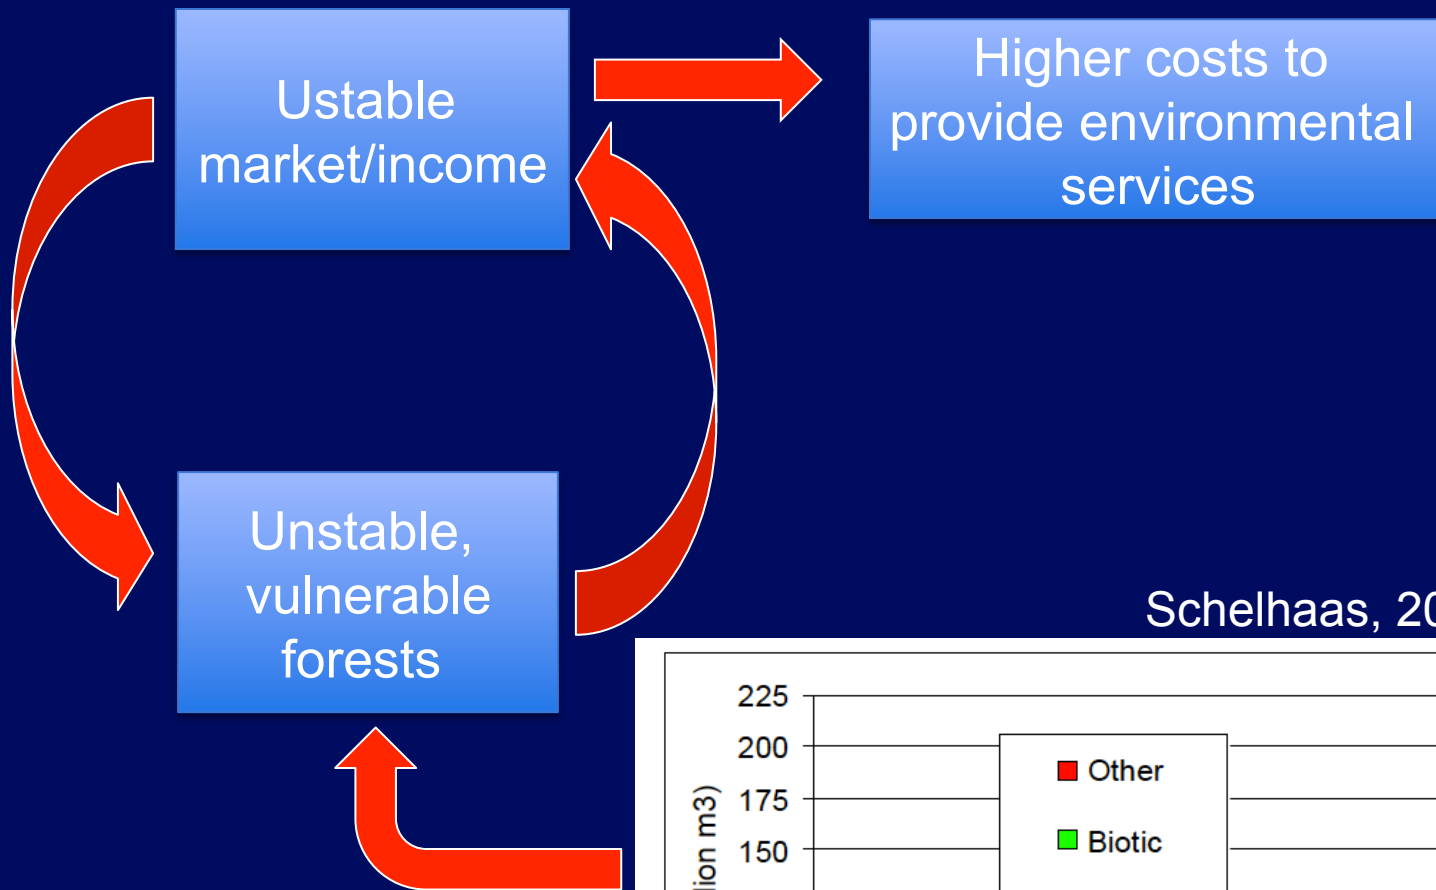 Ustable
market/income
Higher costs to
provide environmental
services
Unstable,
vulnerable
forests
Schelhaas, 20
225
200
175
150
Other
Biotic
m3)